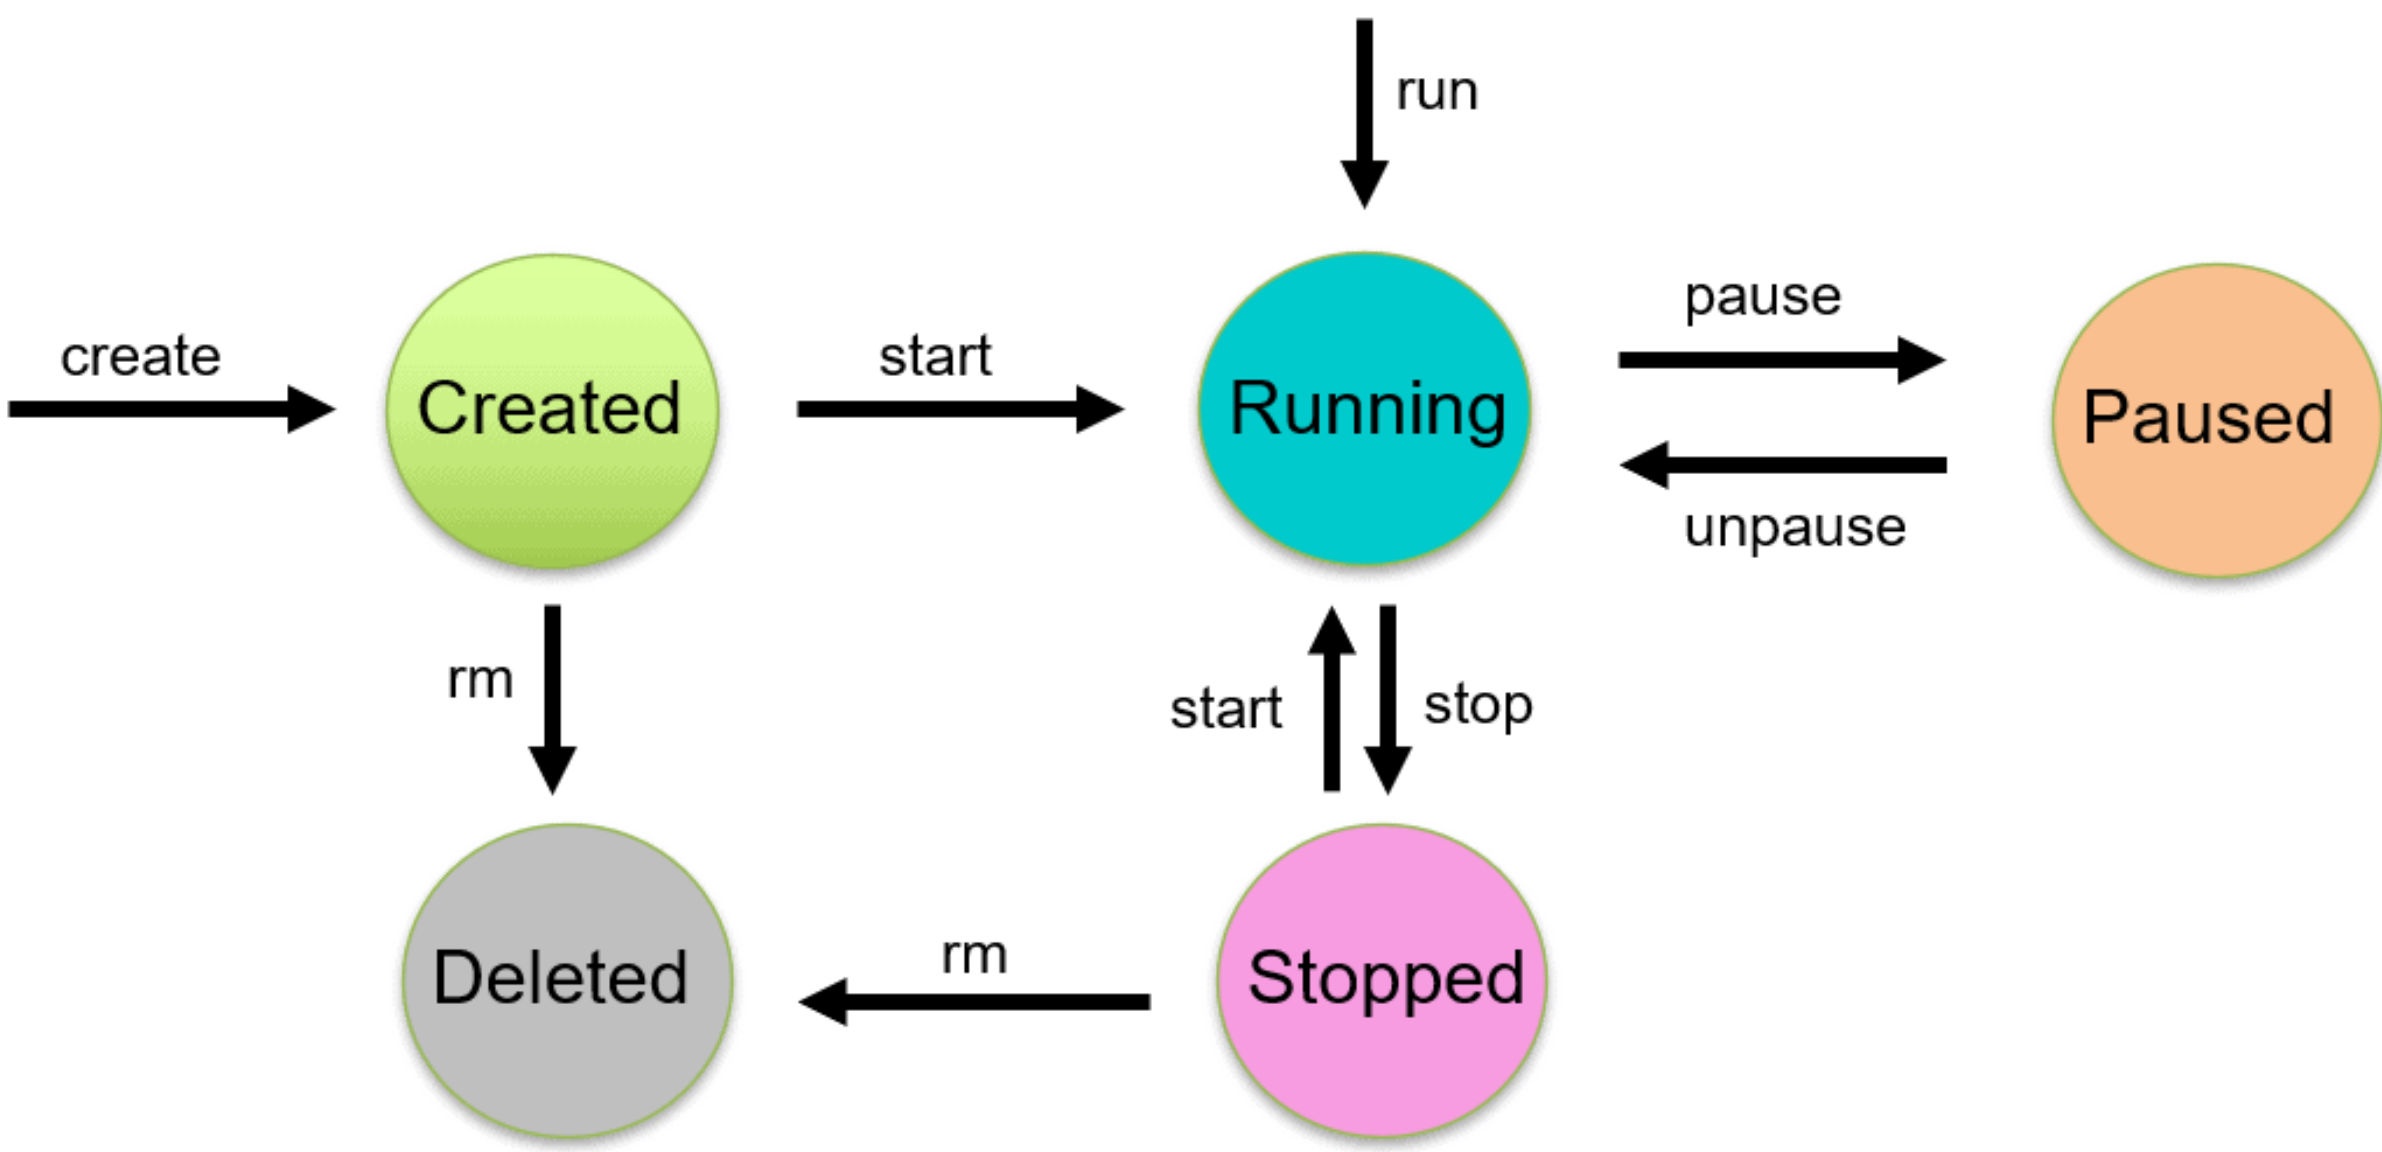 run
create
Created
start
Running
pause
unpause
Paused
rm
start
stop
Deleted
rm
Stopped